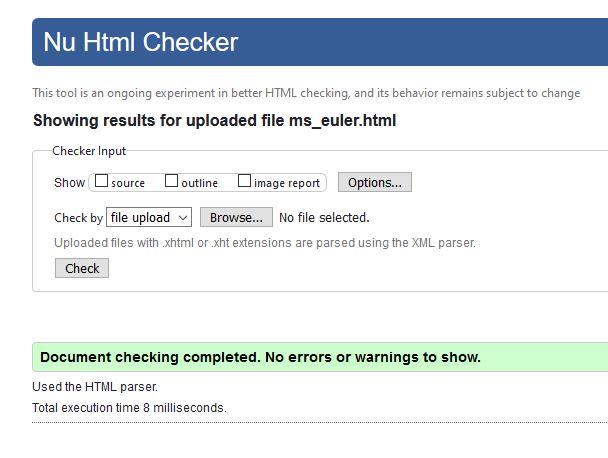 Nu Html Checker
This tool is an ongoing experiment in better HTML checking, and its behavior remains subject to change
Showing results for uploaded file ms_euler.html
Checker Input
Show source outline image report Options...
Check by file upload Browse... No file selected.
Uploaded files with .xhtml or .xht extensions are parsed using the XML parser.
Check
Document checking completed. No errors or warnings to show.
Used the HTML parser.
Total execution time 8 milliseconds.